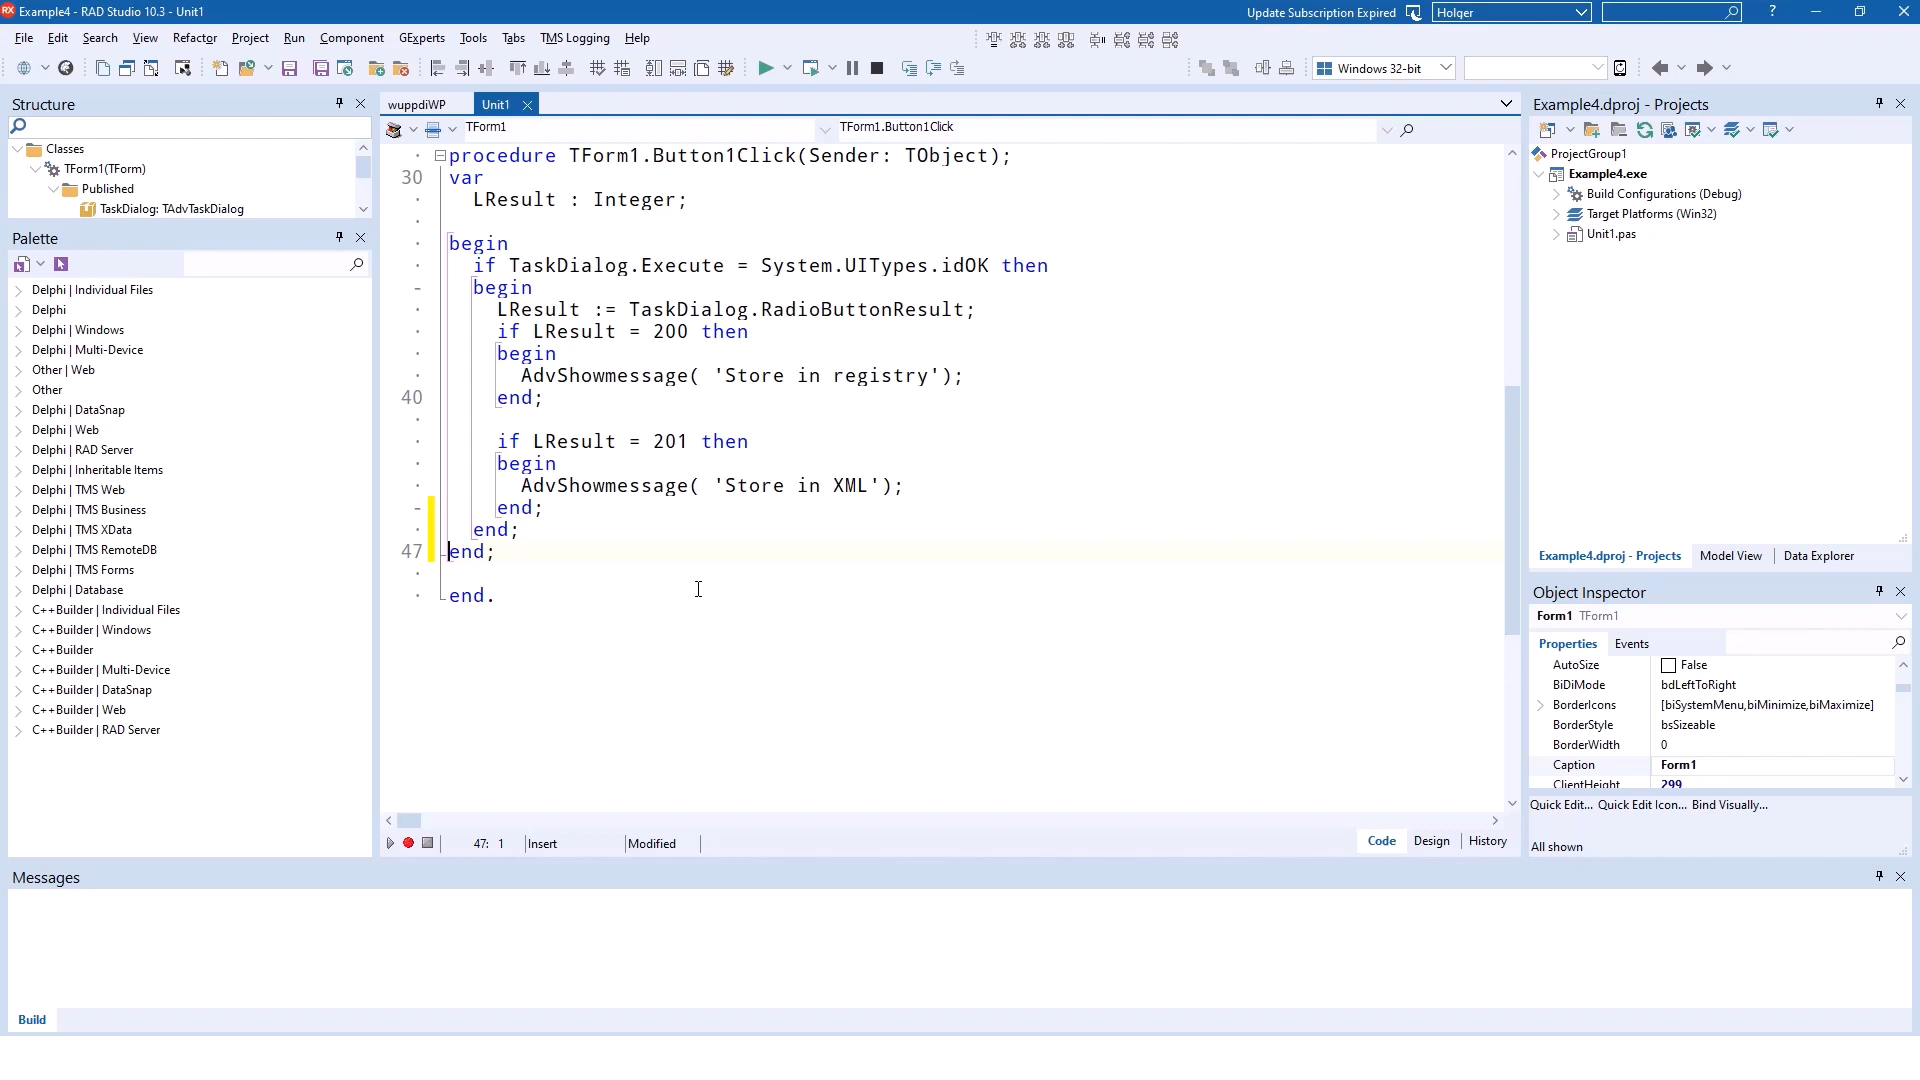 Example4 - RAD Studio 10.3 - Unit1
Update Subscription Expired
Holger
?
File Edit Search View Refactor Project Run Component GExperts Tools Tabs TMS Logging Help
Windows 32-bit
Structure
Classes
TForm1(TForm)
Published
TaskDialog: TAdvTaskDialog
Palette
Delphi | Individual Files
Delphi
Delphi | Windows
Delphi | Multi-Device
Other | Web
Other
Delphi | DataSnap
Delphi | Web
Delphi | RAD Server
Delphi | Inheritable Items
Delphi | TMS Web
Delphi | TMS Business
Delphi | TMS XData
Delphi | TMS RemoteDB
Delphi | TMS Forms
Delphi | Database
C++Builder | Individual Files
C++Builder | Windows
C++Builder
C++Builder | Multi-Device
C++Builder | DataSnap
C++Builder | Web
C++Builder | RAD Server
wuppdiWP Unit1
TForm1 TForm1.Button1Click
procedure TForm1.Button1Click(Sender: TObject);
30 var
LResult : Integer;
begin
if TaskDialog.Execute = System.UITypes.idOK then
begin
LResult := TaskDialog.RadioButtonResult;
if LResult = 200 then
begin
AdvShowmessage( 'Store in registry');
40 end;
if LResult = 201 then
begin
AdvShowmessage( 'Store in XML');
end;
end;
47 end;
end.
47: 1 Insert Modified
Code Design History
Example4.dproj - Projects
ProjectGroup1
Example4.exe
Build Configurations (Debug)
Target Platforms (Win32)
Unit1.pas
Example4.dproj - Projects Model View Data Explorer
Object Inspector
Form1 TForm1
Properties Events
AutoSize False
BiDiMode bdLeftToRight
BorderIcons [biSystemMenu,biMinimize,biMaximize]
BorderStyle bsSizeable
BorderWidth 0
Caption Form1
ClientHeight 299
Quick Edit... Quick Edit Icon... Bind Visually...
All shown
Messages
Build